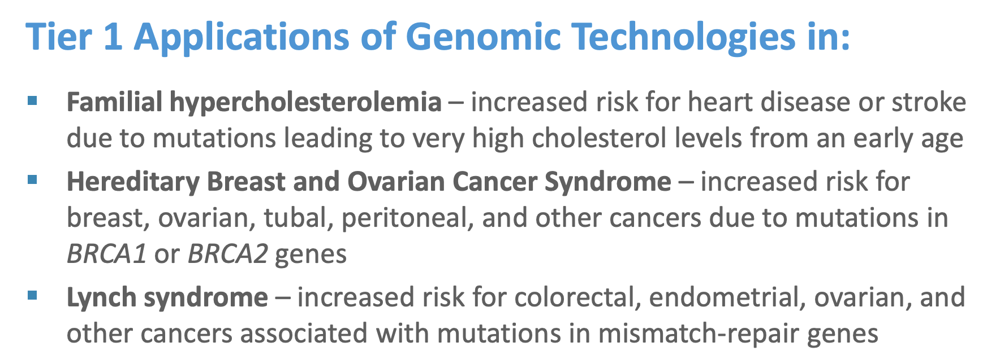 Tier 1 Applications of Genomic Technologies in:
▪ Familial hypercholesterolemia – increased risk for heart disease or stroke
due to mutations leading to very high cholesterol levels from an early age
▪ Hereditary Breast and Ovarian Cancer Syndrome – increased risk for
breast, ovarian, tubal, peritoneal, and other cancers due to mutations in
BRCA1 or BRCA2 genes
▪ Lynch syndrome – increased risk for colorectal, endometrial, ovarian, and
other cancers associated with mutations in mismatch-repair genes